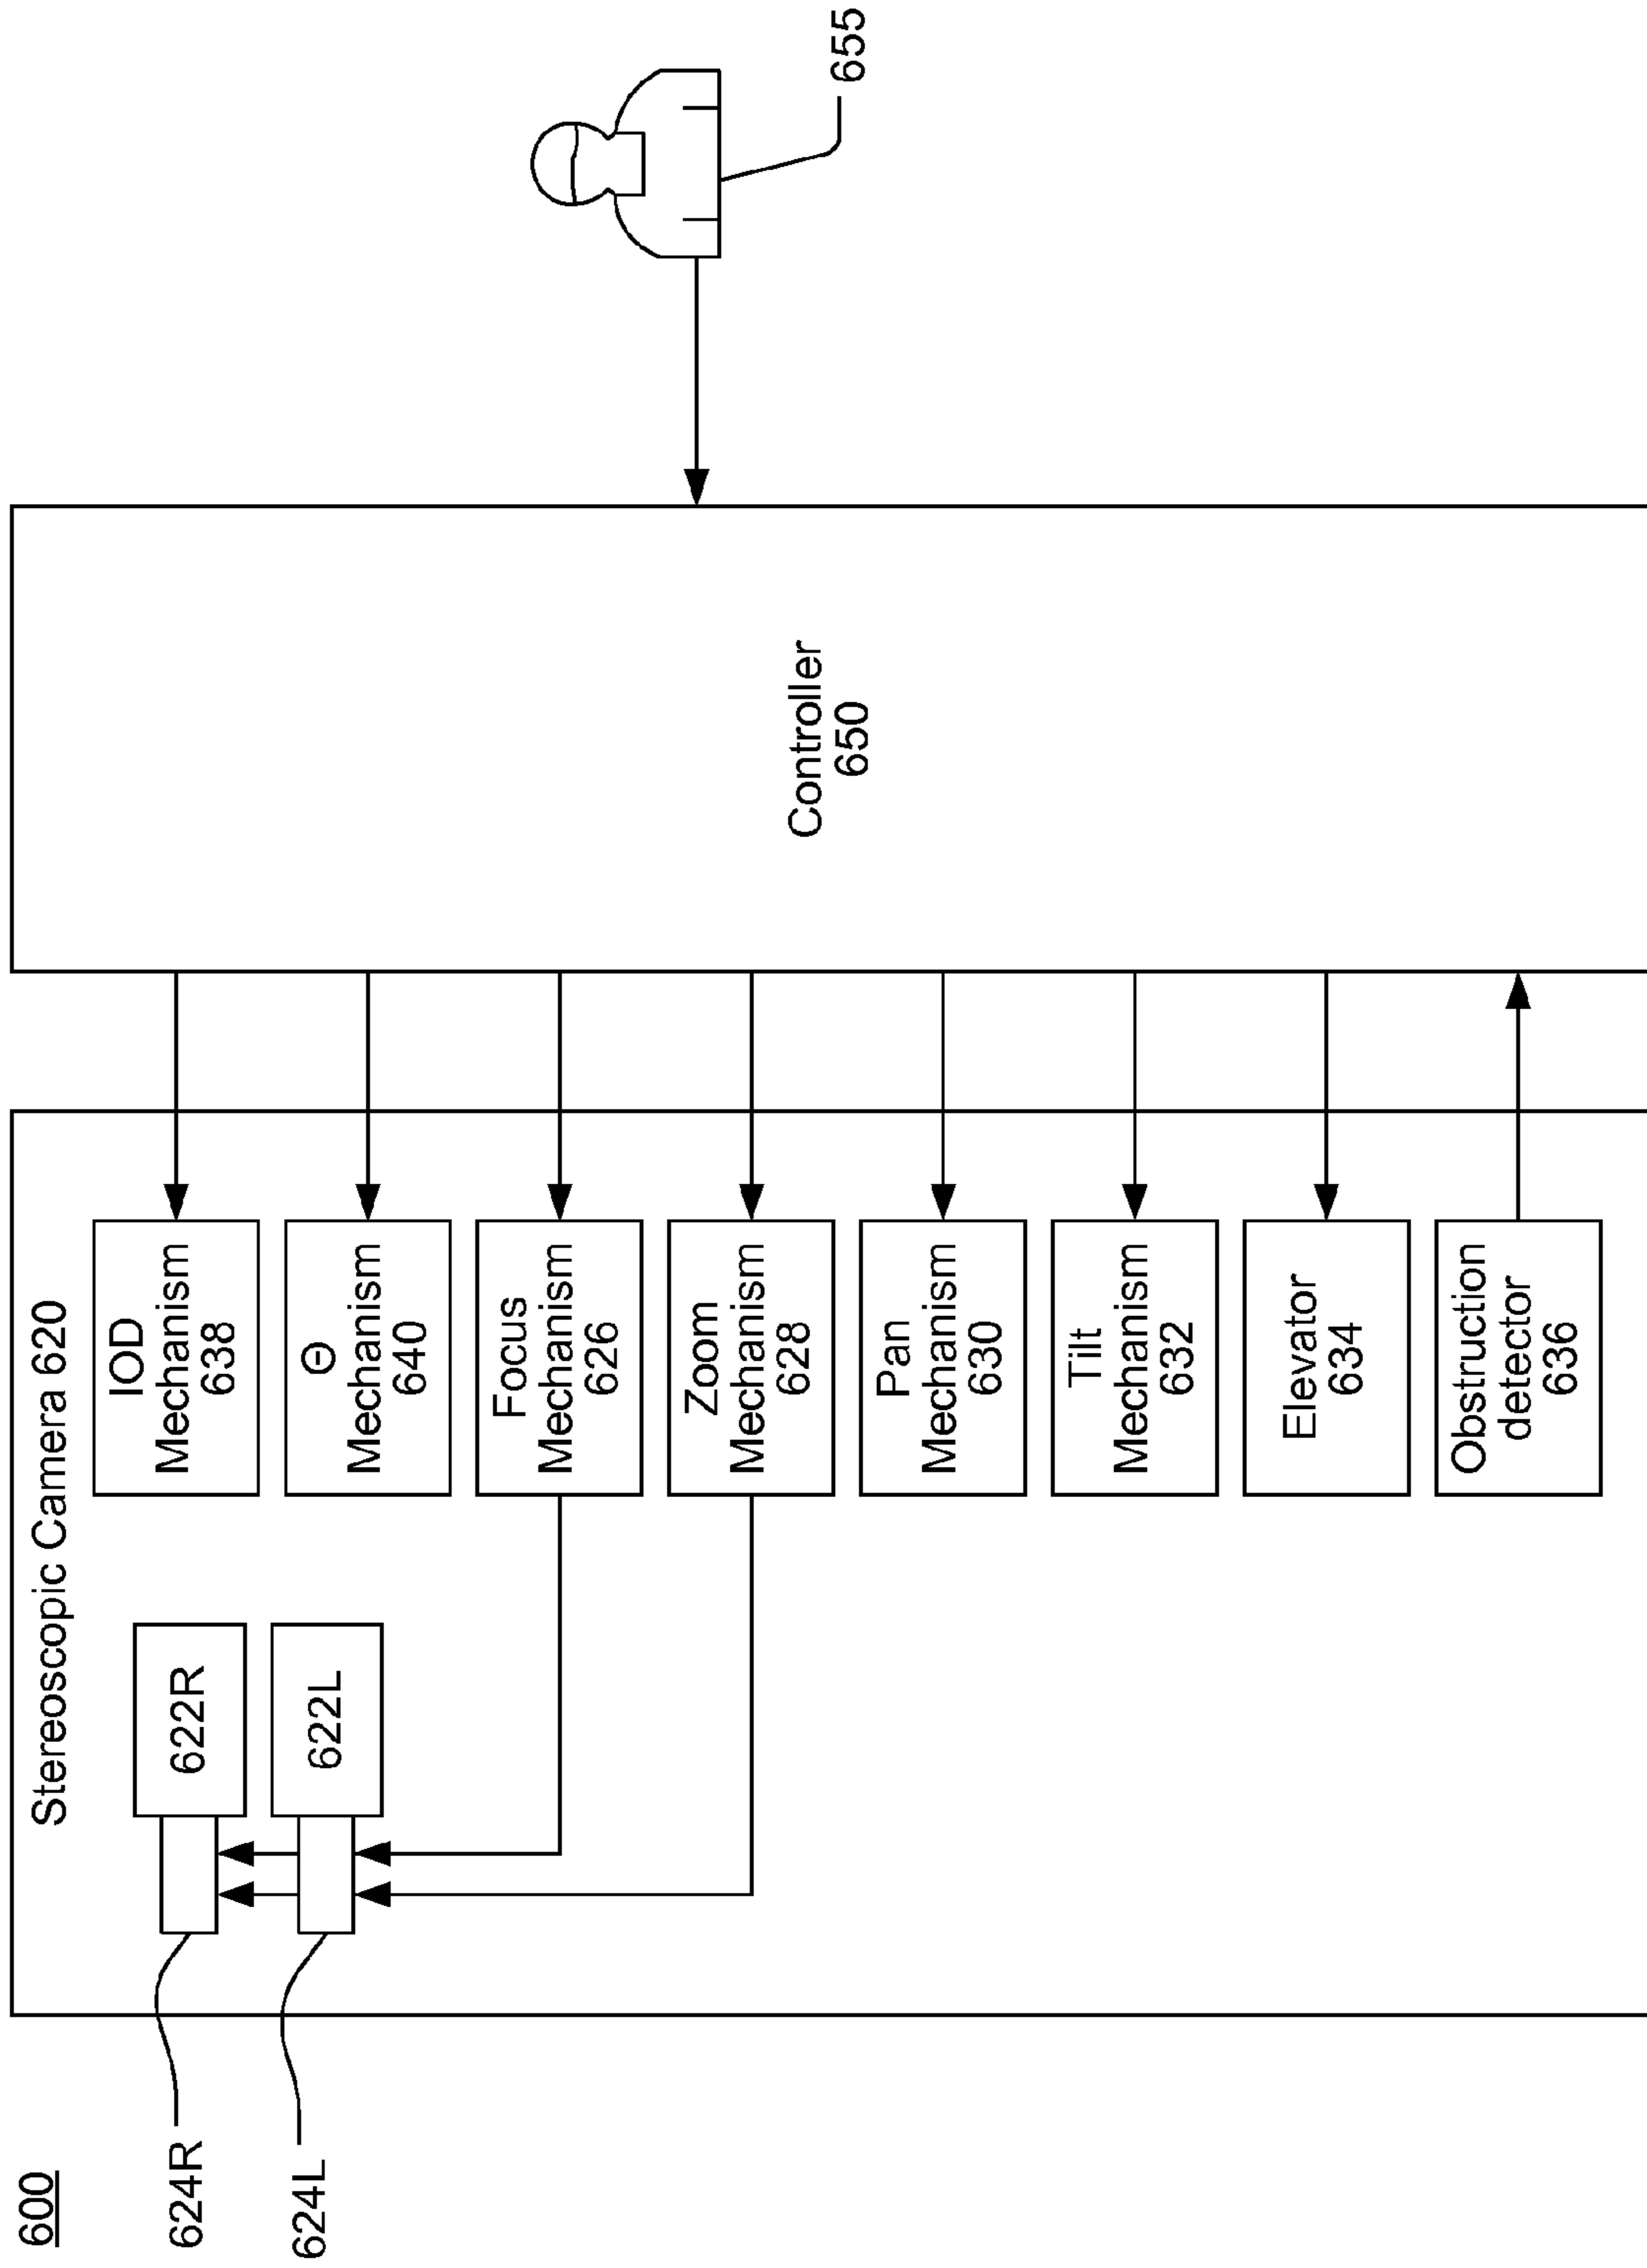 600
Stereoscopic Camera 620
624R
622R
624L
622L
IOD
Mechanism
638
Θ
Mechanism
640
Focus
Mechanism
626
Zoom
Mechanism
628
Pan
Mechanism
630
Tilt
Mechanism
632
Elevator
634
Obstruction
detector
636
Controller
650
655